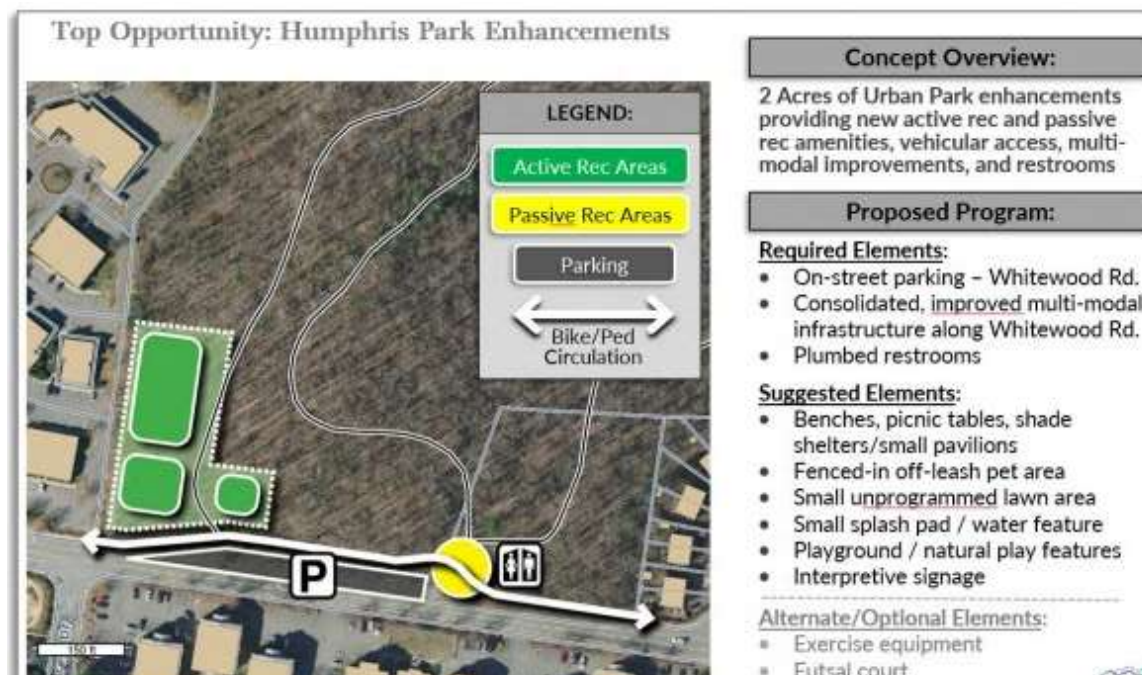 Top Opportunity: Humphris Park Enhancements
LEGEND:
Active Rec Areas
Passive Rec Areas
Parking
Bike/Ped
Circulation
P
150 ft
Concept Overview:
2 Acres of Urban Park enhancements
providing new active rec and passive
rec amenities, vehicular access, multi-
modal improvements, and restrooms
Proposed Program:
Required Elements:
• On-street parking – Whitewood Rd.
• Consolidated, improved multi-modal
infrastructure along Whitewood Rd.
• Plumbed restrooms
Suggested Elements:
• Benches, picnic tables, shade
shelters/small pavilions
• Fenced-in off-leash pet area
• Small unprogrammed lawn area
• Small splash pad / water feature
• Playground / natural play features
• Interpretive signage
Alternate/Optional Elements:
• Exercise equipment
• Futsal court